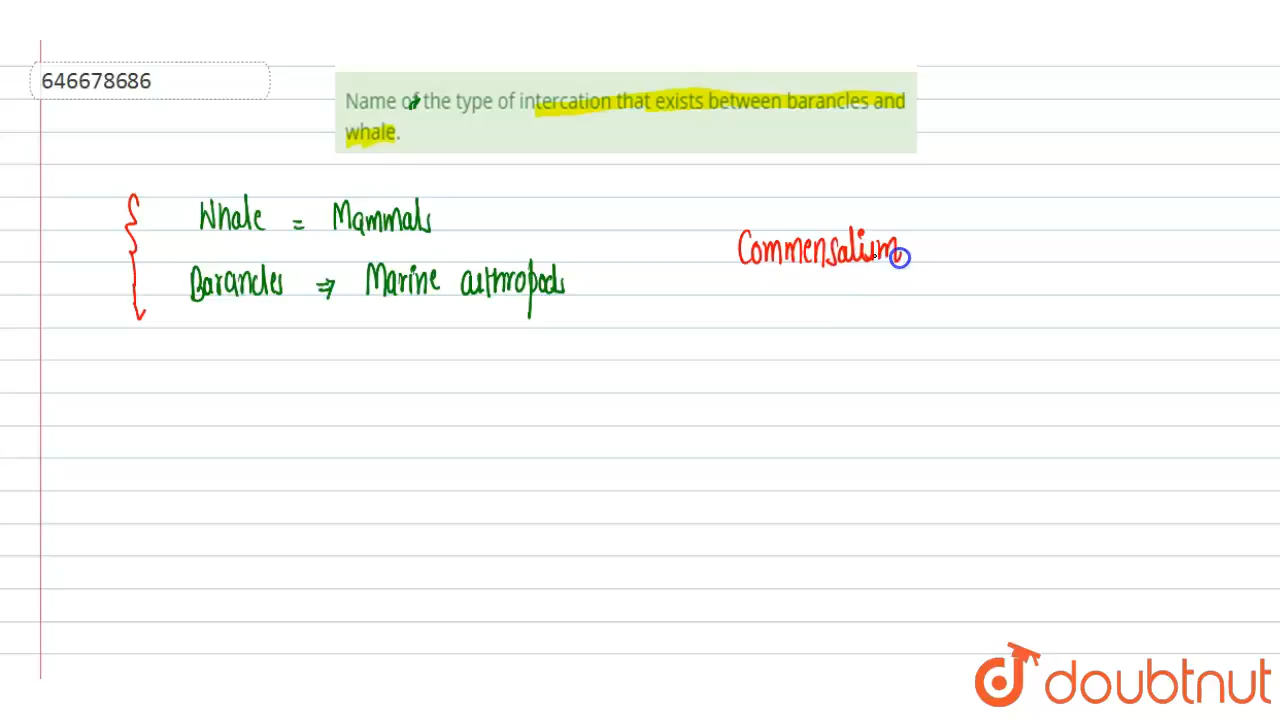 646678686
Name of the type of intercation that exists between barancles and
whale.
Whale = Mammals
Commensalism
Barancles ⇒ Marine arthropods
doubtnut